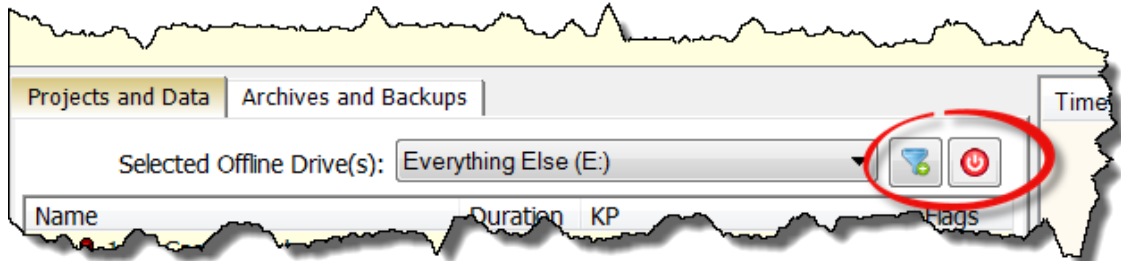 Projects and Data Archives and Backups
Time
Selected Offline Drive(s): Everything Else (E:)
Name Duration KP Flags